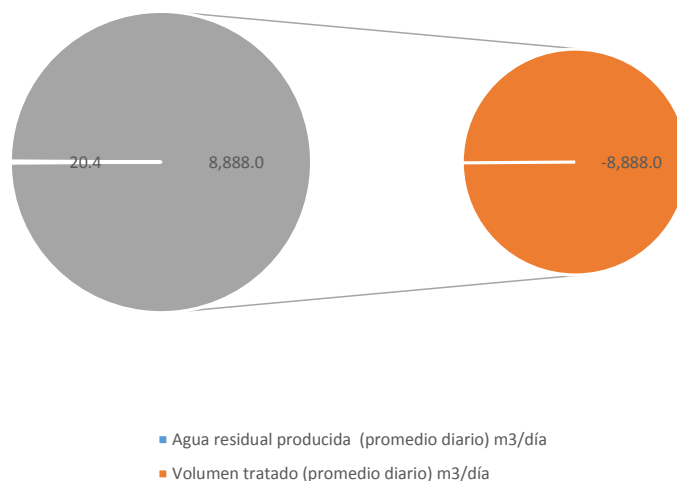 20.4
8,888.0
-8,888.0
Agua residual producida (promedio diario) m3/día
Volumen tratado (promedio diario) m3/día